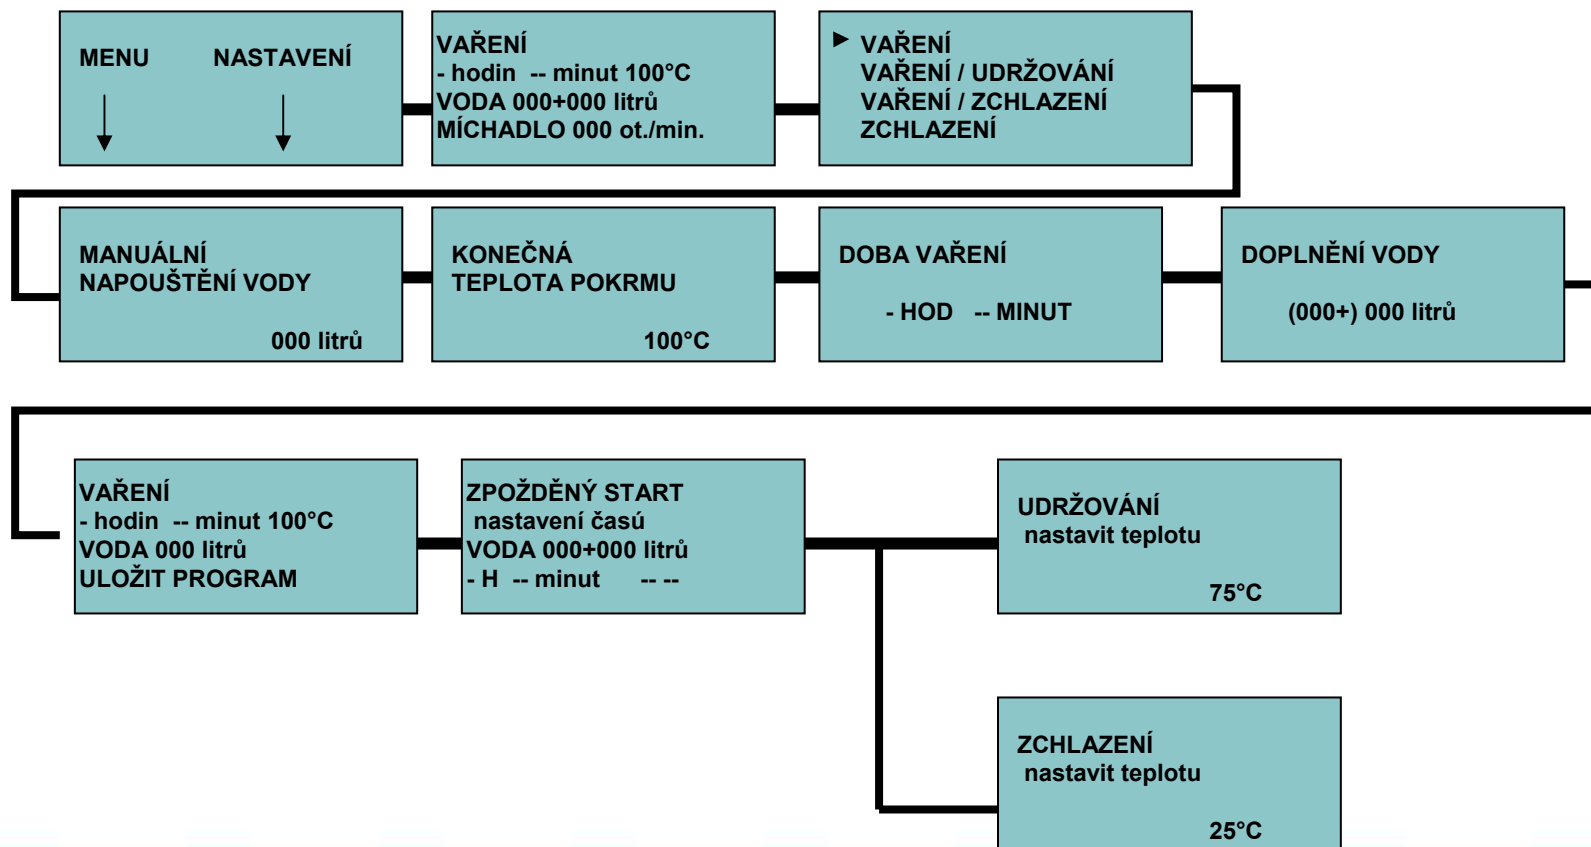 MENU NASTAVENÍ
VAŘENÍ
- hodin -- minut 100°C
VODA 000+000 litrů
MÍCHADLO 000 ot./min.
► VAŘENÍ
VAŘENÍ / UDRŽOVÁNÍ
VAŘENÍ / ZCHLAZENÍ
ZCHLAZENÍ
MANUÁLNÍ
NAPOUŠTĚNÍ VODY
000 litrů
KONEČNÁ
TEPLOTA POKRMU
100°C
DOBA VAŘENÍ
- HOD -- MINUT
DOPLNĚNÍ VODY
(000+) 000 litrů
VAŘENÍ
- hodin -- minut 100°C
VODA 000 litrů
ULOŽIT PROGRAM
ZPOŽDĚNÝ START
nastavení časú
VODA 000+000 litrů
- H -- minut -- --
UDRŽOVÁNÍ
nastavit teplotu
75°C
ZCHLAZENÍ
nastavit teplotu
25°C